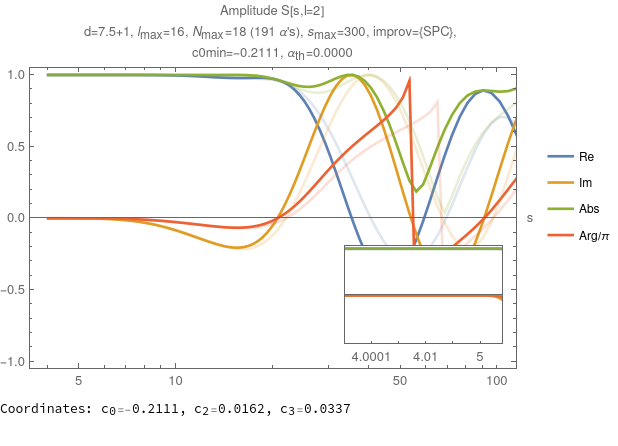 Amplitude S[s,l=2]
d=7.5+1, lmax=16, Nmax=18 (191 α's), smax=300, improv={SPC},
c0min=-0.2111, αth=0.0000
1.0
0.5
0.0
-0.5
-1.0
s
Re
Im
Abs
Arg/π
4.0001 4.01 5
5 10 50 100
Coordinates: c0=-0.2111, c2=0.0162, c3=0.0337